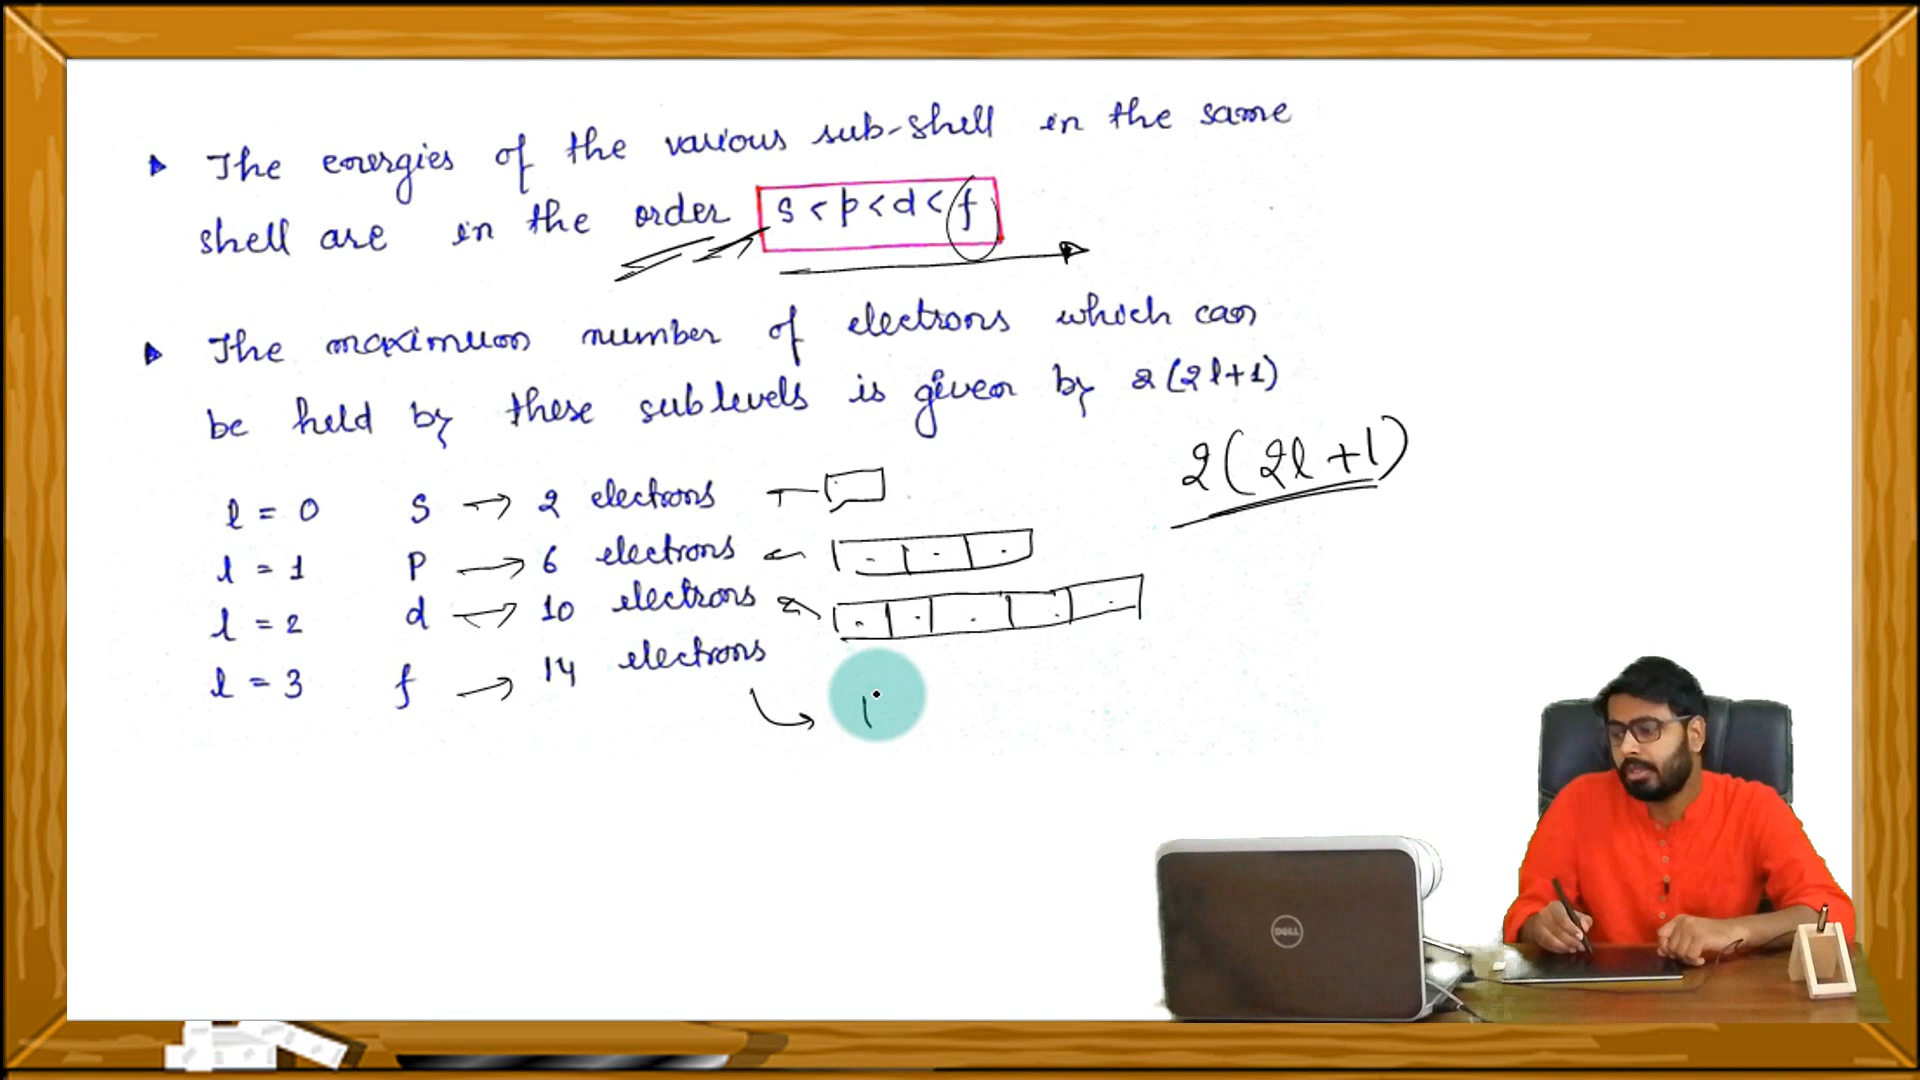 The energies of the various sub-shell in the same
shell are in the order s < p < d < f
The maximum number of electrons which can
be held by these sublevels is given by 2(2l+1)
2(2l+1)
l = 0 s → 2 electrons
l = 1 p → 6 electrons
l = 2 d → 10 electrons
l = 3 f → 14 electrons
DELL